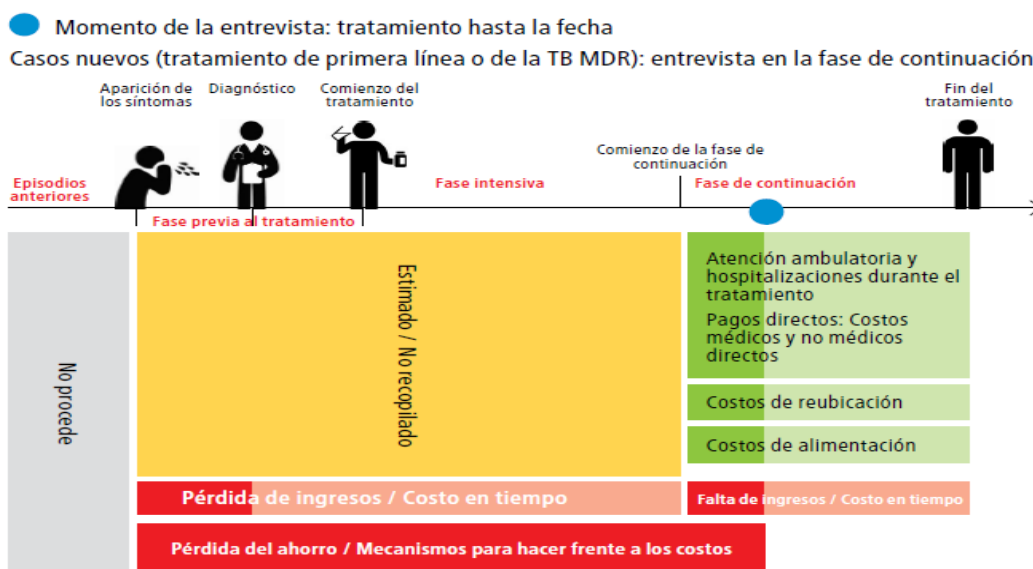 Momento de la entrevista: tratamiento hasta la fecha
Casos nuevos (tratamiento de primera línea o de la TB MDR): entrevista en la fase de continuación
Aparición de
los síntomas
Diagnóstico
Comienzo del
tratamiento
Fin del
tratamiento
Comienzo de la fase de
continuación
Episodios
anteriores
Fase intensiva
Fase de continuación
Fase previa al tratamiento
No procede
Estimado / No recopilado
Atención ambulatoria y
hospitalizaciones durante el
tratamiento
Pagos directos: Costos
médicos y no médicos
directos
Costos de reubicación
Costos de alimentación
Pérdida de ingresos / Costo en tiempo
Falta de ingresos / Costo en tiempo
Pérdida del ahorro / Mecanismos para hacer frente a los costos